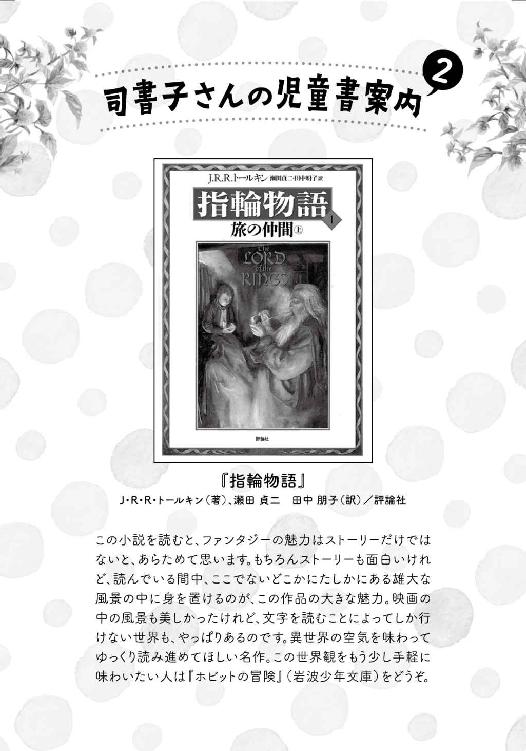 司書子さんの児童書案内
2
J.R.R.トールキン 瀬田貞二・田中明子訳
指輪物語
1
旅の仲間 上
The
LORD
of the
RINGS
評論社
『指輪物語』
J・R・R・トールキン(著)、瀬田 貞二 田中 朋子(訳)/評論社
この小説を読むと、ファンタジーの魅力はストーリーだけでは
ないと、あらためて思います。もちろんストーリーも面白いけれ
ど、読んでいる間中、ここでないどこかにたしかにある雄大な
風景の中に身を置けるのが、この作品の大きな魅力。映画の
中の風景も美しかったけれど、文字を読むことによってしか行
けない世界も、やっぱりあるのです。異世界の空気を味わって
ゆっくり読み進めてほしい名作。この世界観をもう少し手軽に
味わいたい人は『ホビットの冒険』(岩波少年文庫)をどうぞ。